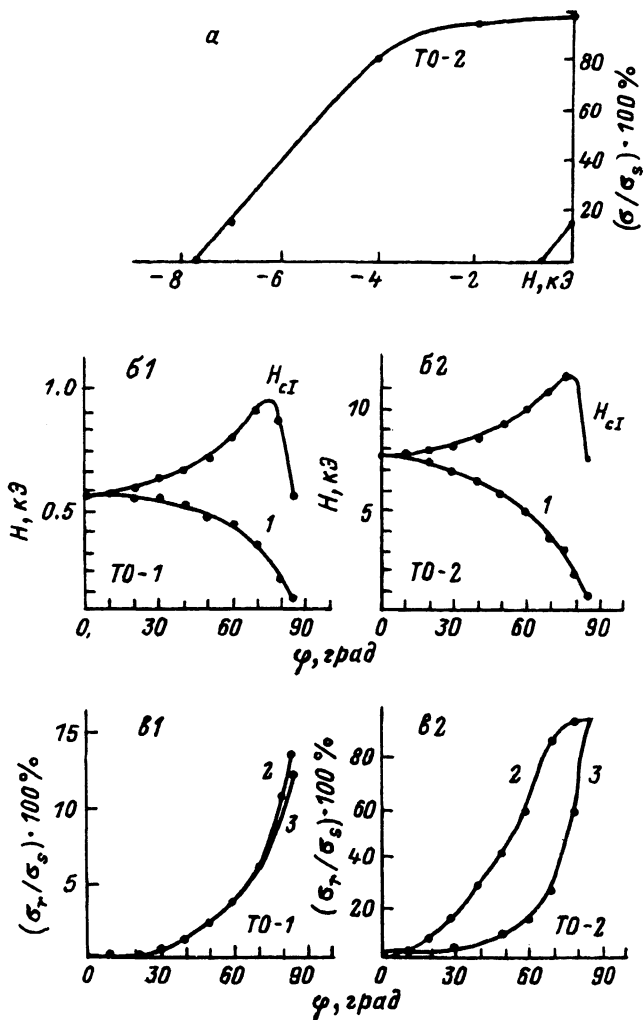 а
ТО-2
80
60
40
20
(σ/σₛ)·100%
-8
-6
-4
-2
H, кЭ
б1
H_cI
1.0
0.5
H, кЭ
1
ТО-1
0,
30
60
90
б2
H_cI
10
5
H, кЭ
1
ТО-2
0
30
60
90
φ, град
в1
15
10
5
(σᵣ/σₛ)·100%
2
3
ТО-1
0
30
60
90
в2
80
60
40
20
(σᵣ/σₛ)·100%
2
3
ТО-2
0
30
60
90
φ, град